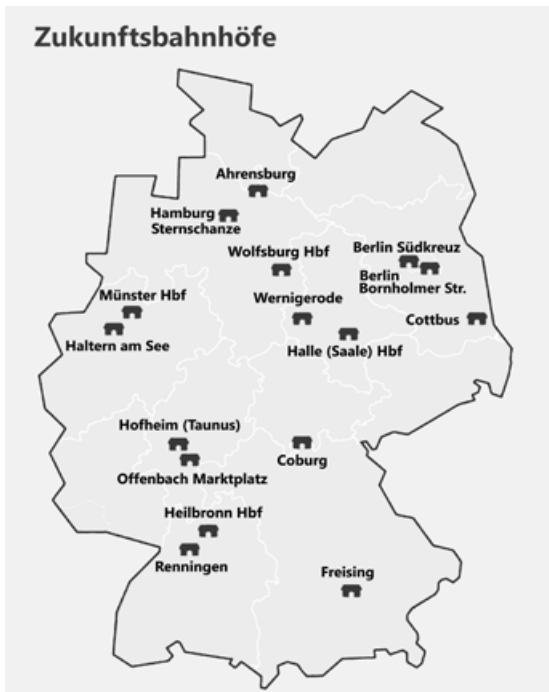 Zukunftsbahnhöfe
Ahrensburg
Hamburg
Sternschanze
Wolfsburg Hbf
Berlin Südkreuz
Berlin
Bornholmer Str.
Münster Hbf
Wernigerode
Cottbus
Haltern am See
Halle (Saale) Hbf
Hofheim (Taunus)
Coburg
Offenbach Marktplatz
Heilbronn Hbf
Renningen
Freising